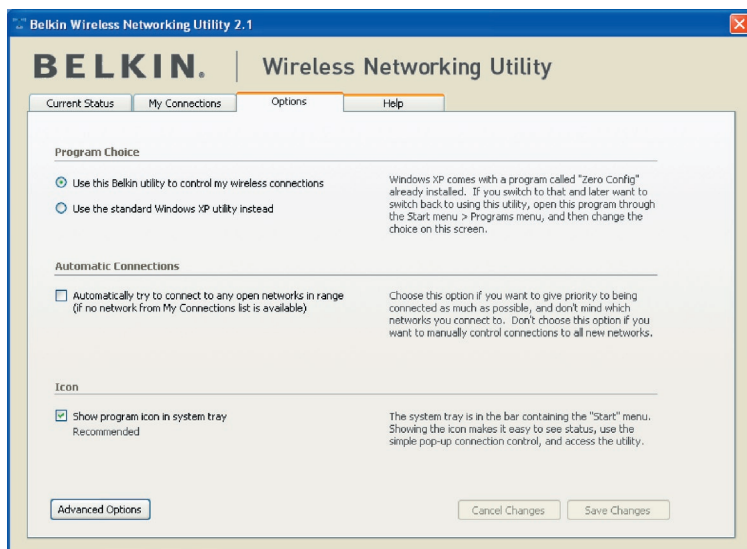 Belkin Wireless Networking Utility 2.1
BELKIN. | Wireless Networking Utility
Current Status My Connections Options Help
Program Choice
Use this Belkin utility to control my wireless connections
Use the standard Windows XP utility instead
Windows XP comes with a program called "Zero Config"
already installed. If you switch to that and later want to
switch back to using this utility, open this program through
the Start menu > Programs menu, and then change the
choice on this screen.
Automatic Connections
Automatically try to connect to any open networks in range
(if no network from My Connections list is available)
Choose this option if you want to give priority to being
connected as much as possible, and don't mind which
networks you connect to. Don't choose this option if you
want to manually control connections to all new networks.
Icon
Show program icon in system tray
Recommended
The system tray is in the bar containing the "Start" menu.
Showing the icon makes it easy to see status, use the
simple pop-up connection control, and access the utility.
Advanced Options Cancel Changes Save Changes